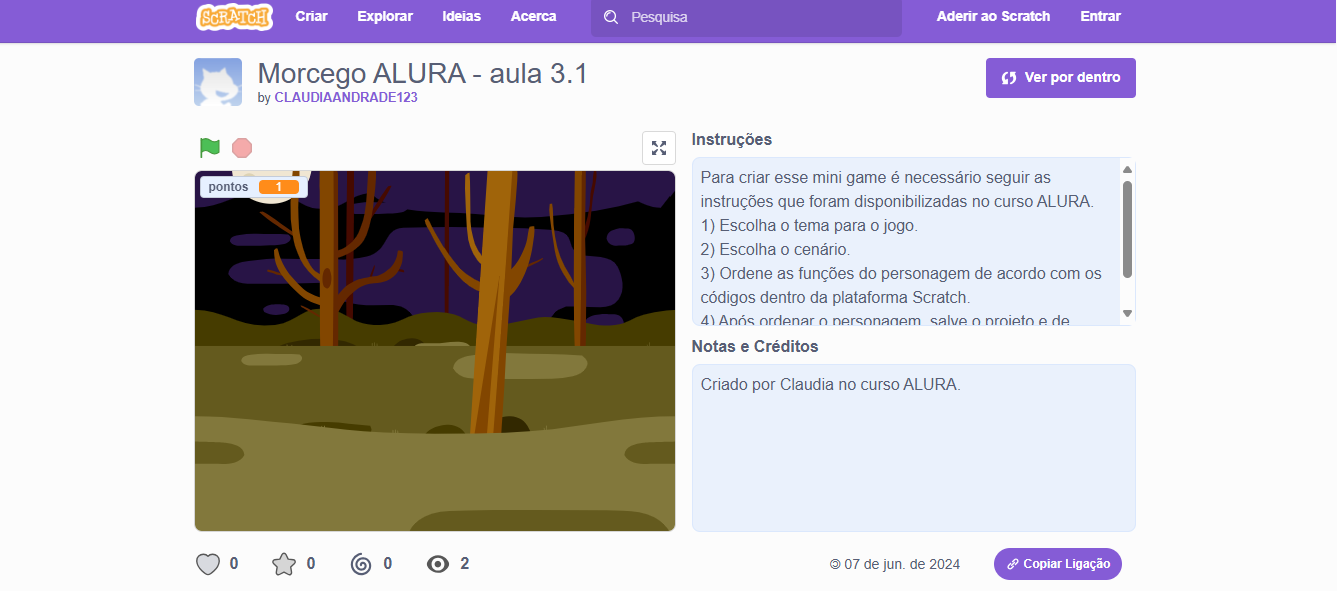 SCRATCH Criar Explorar Ideias Acerca Pesquisa Aderir ao Scratch Entrar
Morcego ALURA - aula 3.1
by CLAUDIAANDRADE123
Ver por dentro
pontos 1
Instruções
Para criar esse mini game é necessário seguir as
instruções que foram disponibilizadas no curso ALURA.
1) Escolha o tema para o jogo.
2) Escolha o cenário.
3) Ordene as funções do personagem de acordo com os
códigos dentro da plataforma Scratch.
4) Após ordenar o personagem, salve o projeto e de
Notas e Créditos
Criado por Claudia no curso ALURA.
0 0 0 2
07 de jun. de 2024
Copiar Ligação